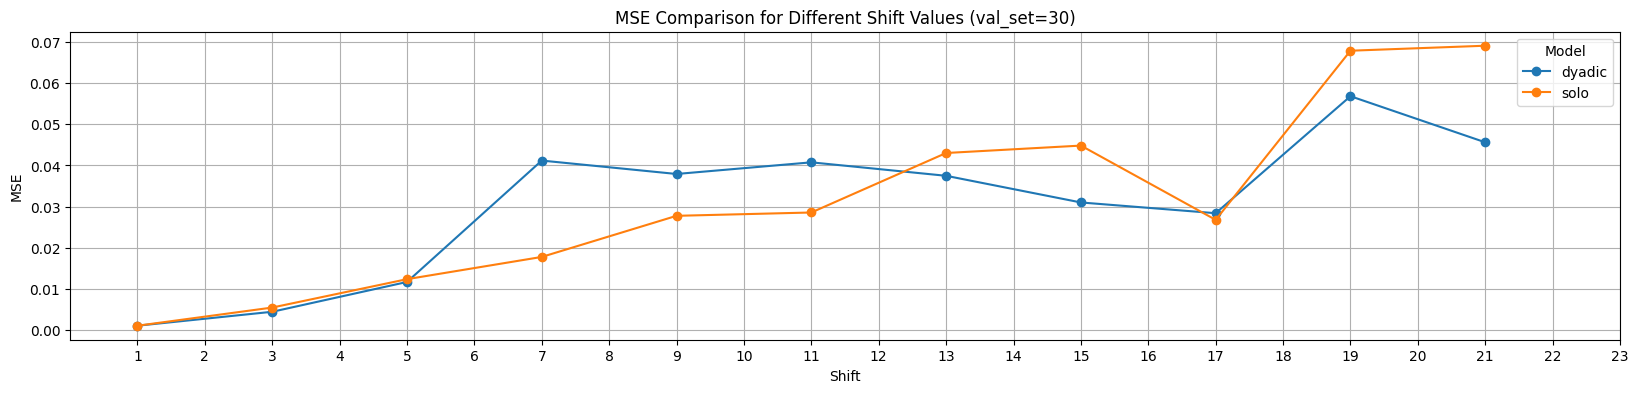 MSE Comparison for Different Shift Values (val_set=30)
Model
dyadic
solo
MSE
0.07
0.06
0.05
0.04
0.03
0.02
0.01
0.00
1 2 3 4 5 6 7 8 9 10 11 12 13 14 15 16 17 18 19 20 21 22 23
Shift